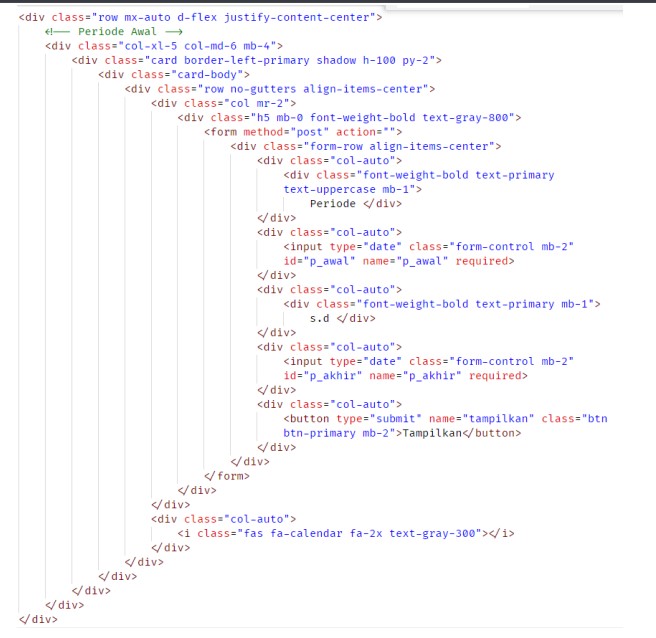 <div class="row mx-auto d-flex justify-content-center">
<!-- Periode Awal -->
<div class="col-xl-5 col-md-6 mb-4">
<div class="card border-left-primary shadow h-100 py-2">
<div class="card-body">
<div class="row no-gutters align-items-center">
<div class="col mr-2">
<div class="h5 mb-0 font-weight-bold text-gray-800">
<form method="post" action="">
<div class="form-row align-items-center">
<div class="col-auto">
<div class="font-weight-bold text-primary
text-uppercase mb-1">
Periode </div>
</div>
<div class="col-auto">
<input type="date" class="form-control mb-2"
id="p_awal" name="p_awal" required>
</div>
<div class="col-auto">
<div class="font-weight-bold text-primary mb-1">
s.d </div>
</div>
<div class="col-auto">
<input type="date" class="form-control mb-2"
id="p_akhir" name="p_akhir" required>
</div>
<div class="col-auto">
<button type="submit" name="tampilkan" class="btn
btn-primary mb-2">Tampilkan</button>
</div>
</div>
</form>
</div>
</div>
<div class="col-auto">
<i class="fas fa-calendar fa-2x text-gray-300"></i>
</div>
</div>
</div>
</div>
</div>
</div>